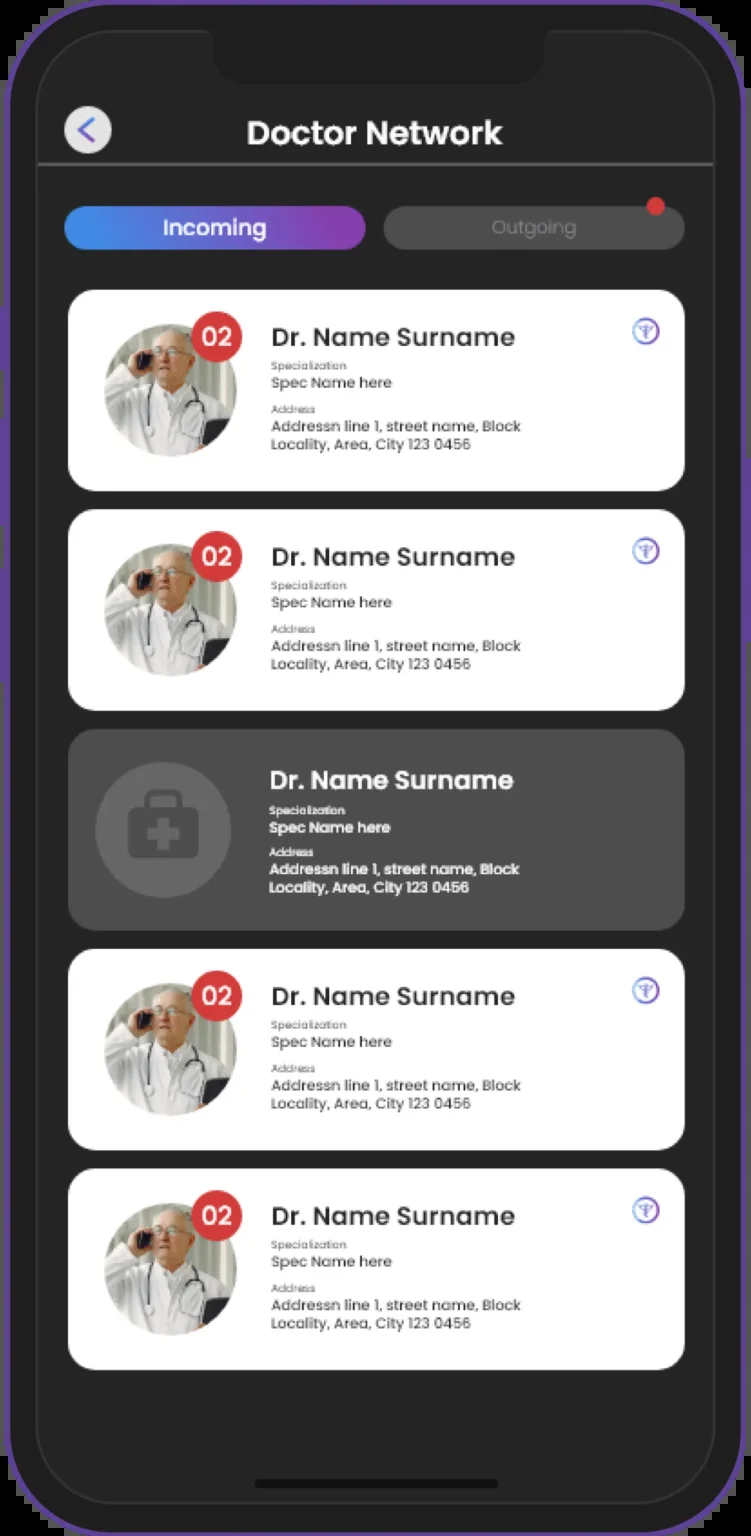 Doctor Network
Incoming
Outgoing
02
Dr. Name Surname
Specialization
Spec Name here
Address
Addressn line 1, street name, Block
Locality, Area, City 123 0456
02
Dr. Name Surname
Specialization
Spec Name here
Address
Addressn line 1, street name, Block
Locality, Area, City 123 0456
Dr. Name Surname
Specialization
Spec Name here
Address
Addressn line 1, street name, Block
Locality, Area, City 123 0456
02
Dr. Name Surname
Specialization
Spec Name here
Address
Addressn line 1, street name, Block
Locality, Area, City 123 0456
02
Dr. Name Surname
Specialization
Spec Name here
Address
Addressn line 1, street name, Block
Locality, Area, City 123 0456